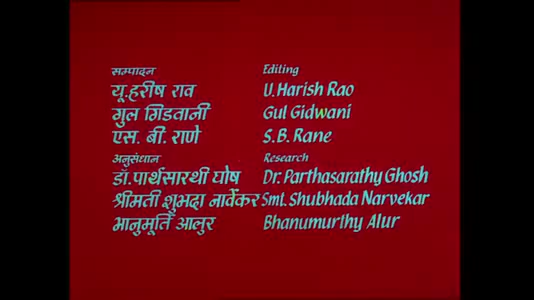 सम्पादन Editing
यू.हरीष राव U.Harish Rao
गुल गिडवानी Gul Gidwani
एस. बी. राणे S.B. Rane
अनुसंधान Research
डॉ.पार्थसारथी घोष Dr. Parthasarathy Ghosh
श्रीमती शुभदा नार्वेकर Smt. Shubhada Narvekar
भानुमूर्ति आलुर Bhanumurthy Alur